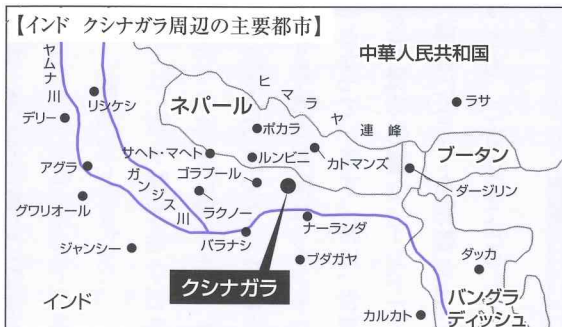 【インド クシナガラ周辺の主要都市】
ヤムナ川
中華人民共和国
リシケシ
ネパール
ヒマラヤ連峰
ラサ
デリー
ポカラ
サヘト・マヘト
ルンビニ
カトマンズ
ブータン
アグラ
ガンジス川
ゴラプール
ダージリン
グワリオール
ラクノー
ナーランダ
ジャンシー
バラナシ
ブダガヤ
ダッカ
クシナガラ
インド
カルカト
バングラ
ディッシュ